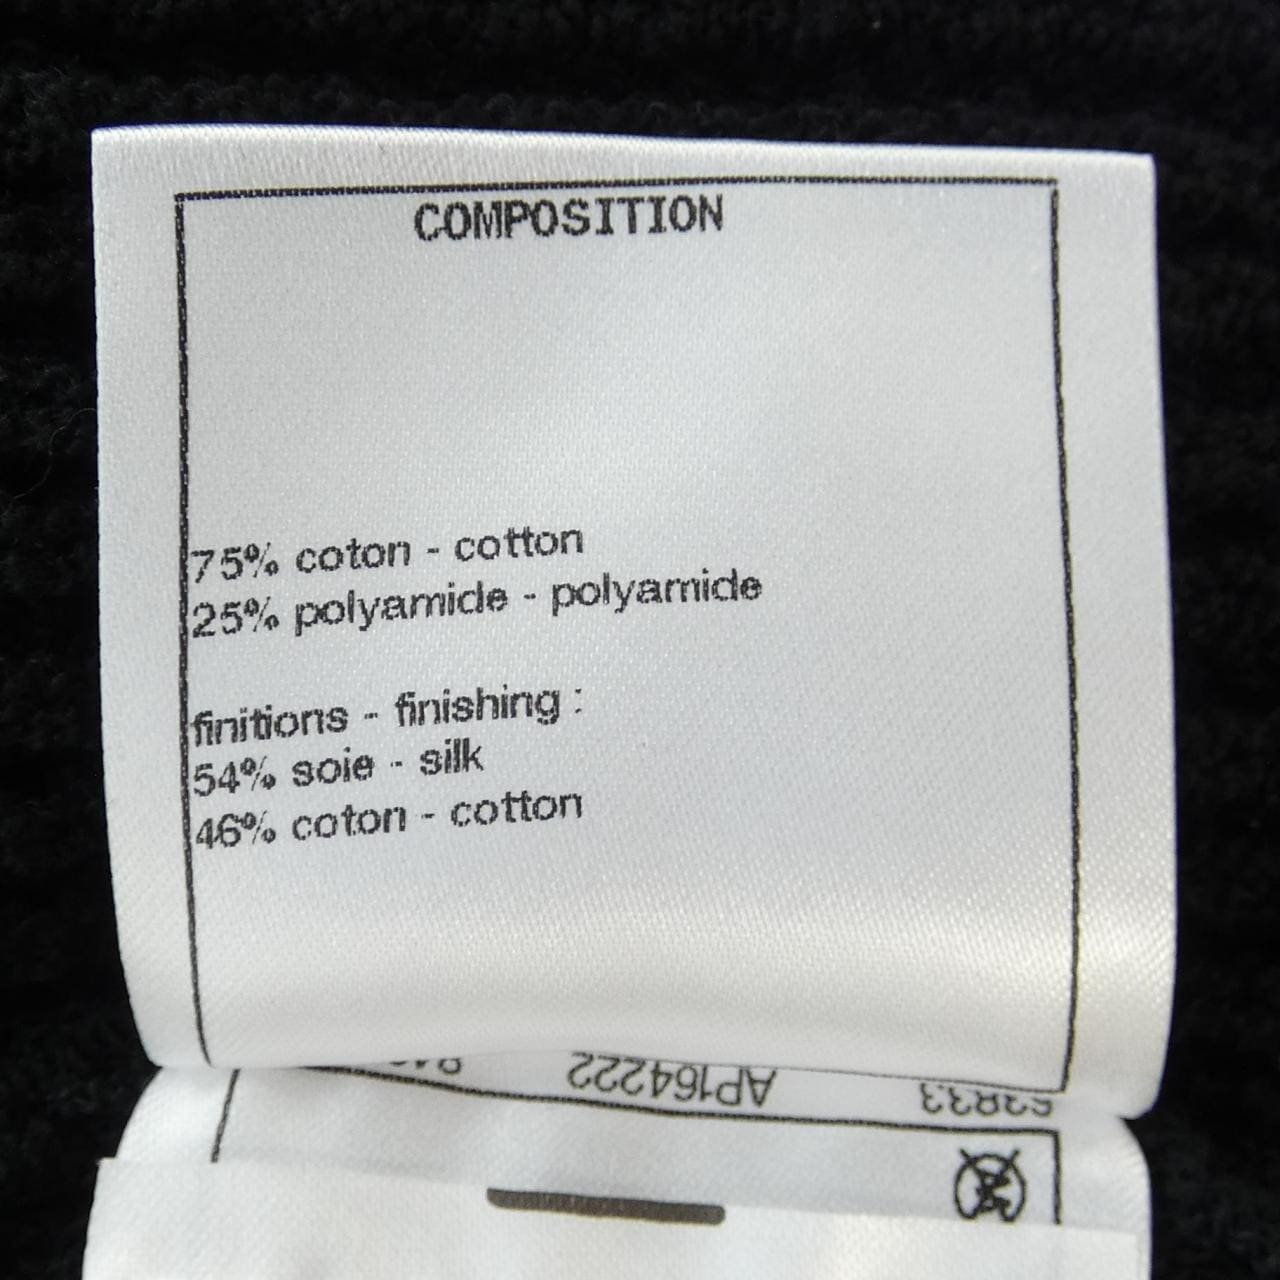 COMPOSITION
75% coton - cotton
25% polyamide - polyamide
finitions - finishing :
54% soie - silk
46% coton - cotton
AP164222